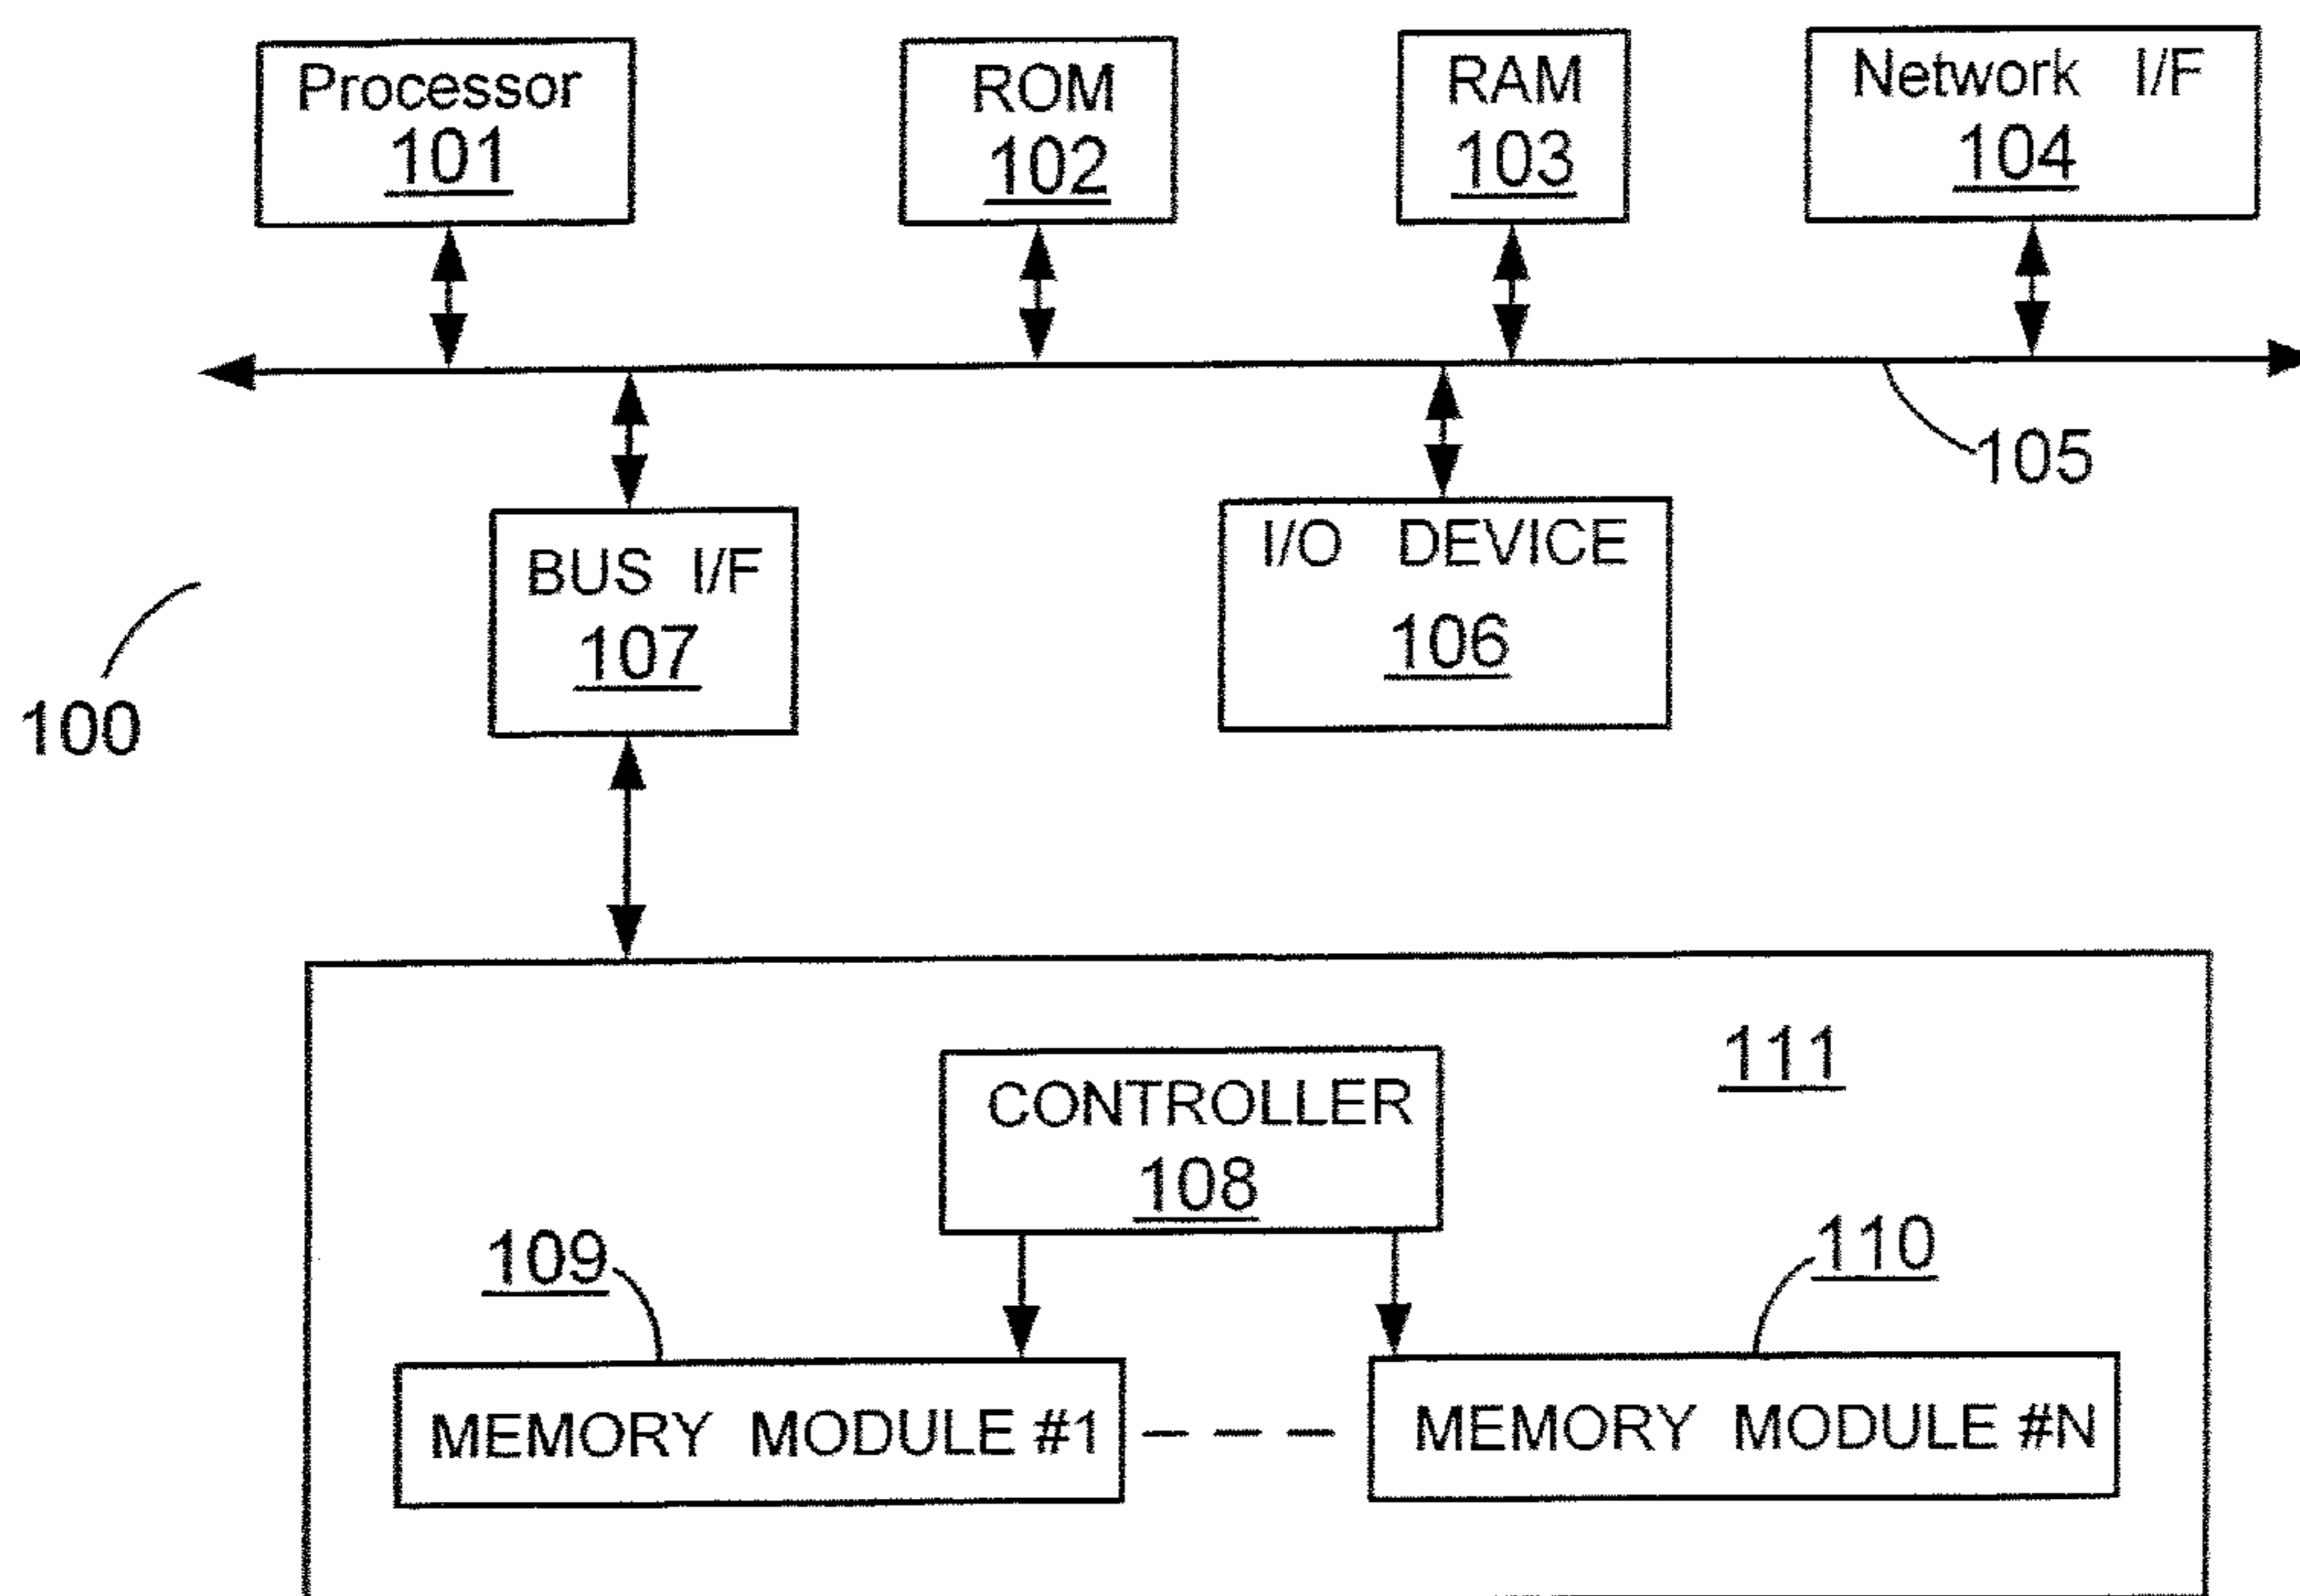 Processor
101
ROM
102
RAM
103
Network I/F
104
105
BUS I/F
107
I/O DEVICE
106
100
111
CONTROLLER
108
109
110
MEMORY MODULE #1
MEMORY MODULE #N